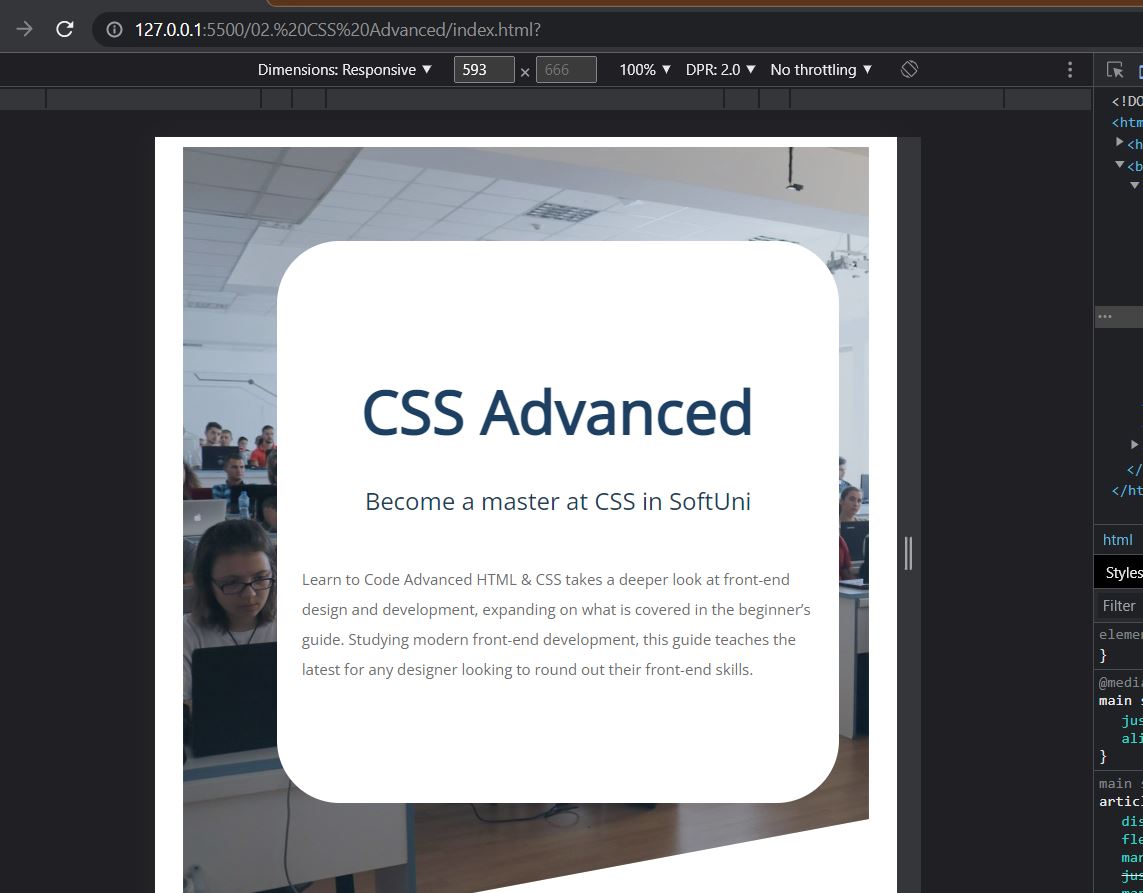 127.0.0.1:5500/02.%20CSS%20Advanced/index.html?
Dimensions: Responsive ▼ 593 × 666 100% ▼ DPR: 2.0 ▼ No throttling ▼
<!DO
<htm
<h
<b
CSS Advanced
Become a master at CSS in SoftUni
Learn to Code Advanced HTML & CSS takes a deeper look at front-end
design and development, expanding on what is covered in the beginner’s
guide. Studying modern front-end development, this guide teaches the
latest for any designer looking to round out their front-end skills.
...
</
</ht
html
Styles
Filter
elemen
}
@media
main s
jus
ali
}
main s
artic
dis
fle
mar
jus